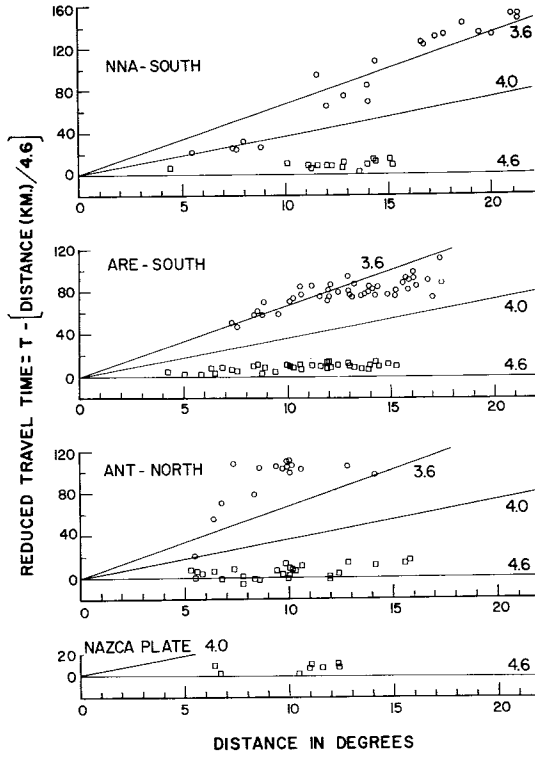 REDUCED TRAVEL TIME = T - [DISTANCE (KM.) / 4.6]
160
120
80
40
0
NNA - SOUTH
3.6
4.0
4.6
0 5 10 15 20
120
80
40
0
ARE - SOUTH
3.6
4.0
4.6
0 5 10 15 20
120
80
40
0
ANT - NORTH
3.6
4.0
4.6
0 5 10 15 20
NAZCA PLATE 4.0
20
0
4.6
0 5 10 15 20
DISTANCE IN DEGREES